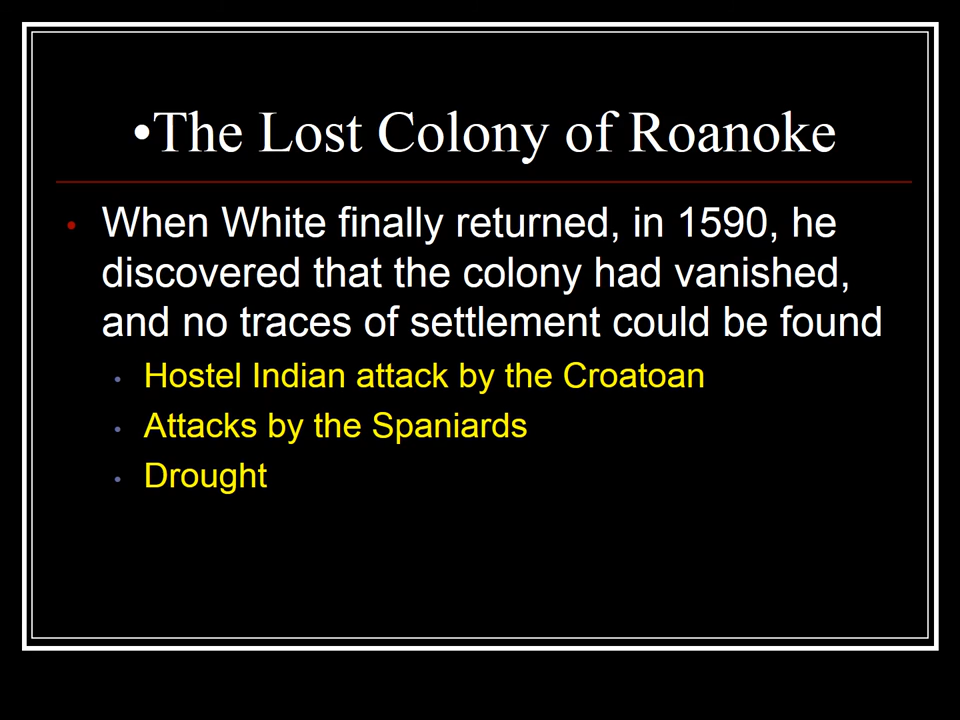 •The Lost Colony of Roanoke
• When White finally returned, in 1590, he
discovered that the colony had vanished,
and no traces of settlement could be found
• Hostel Indian attack by the Croatoan
• Attacks by the Spaniards
• Drought